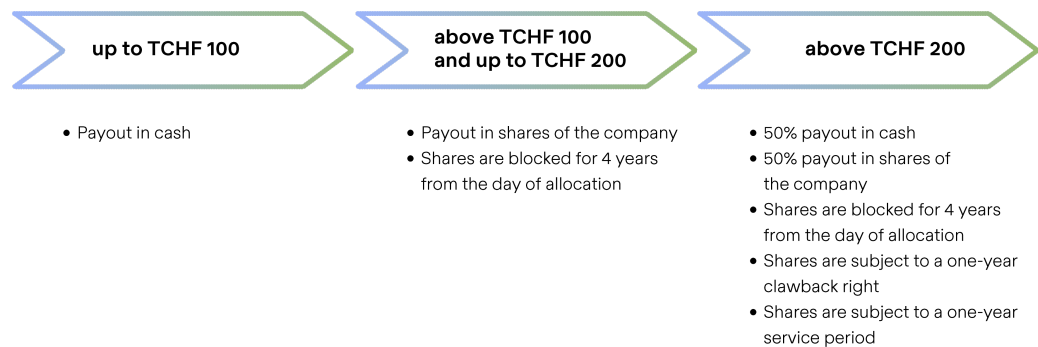 up to TCHF 100
above TCHF 100
and up to TCHF 200
above TCHF 200
• Payout in cash
• Payout in shares of the company
• Shares are blocked for 4 years
from the day of allocation
• 50% payout in cash
• 50% payout in shares of
the company
• Shares are blocked for 4 years
from the day of allocation
• Shares are subject to a one-year
clawback right
• Shares are subject to a one-year
service period